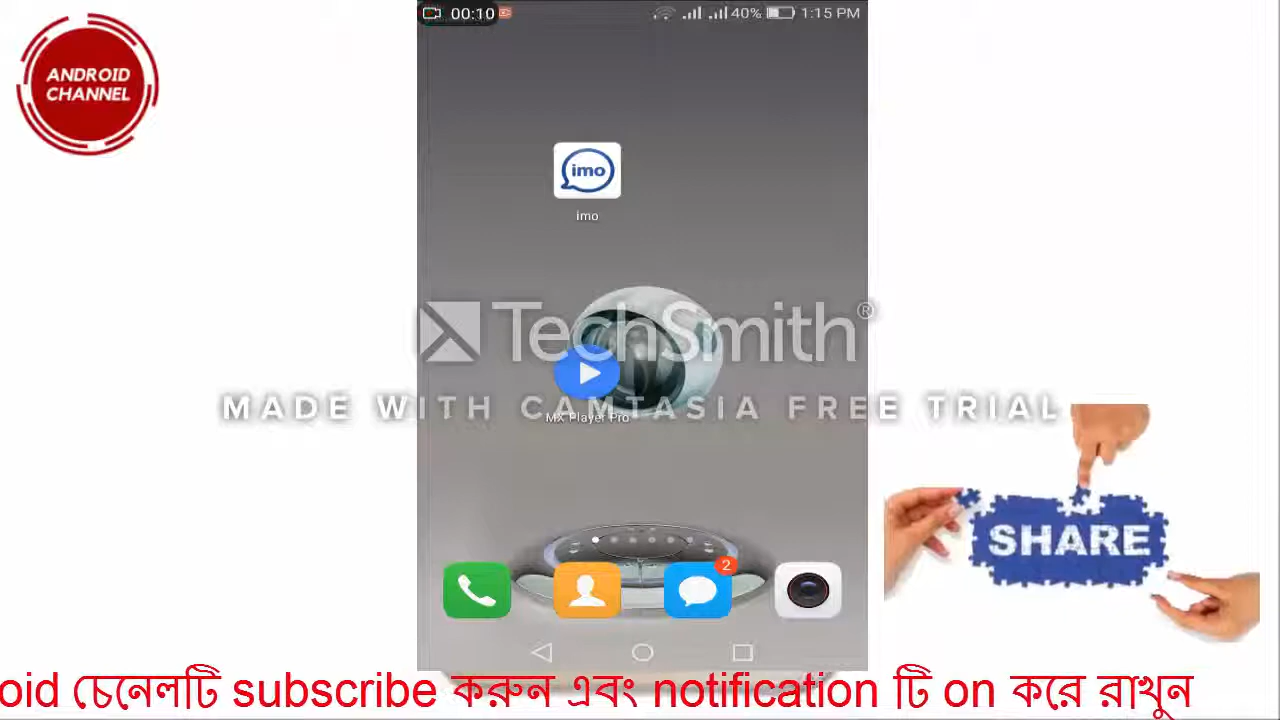 00:10
40% 1:15 PM
ANDROID
CHANNEL
imo
imo
TechSmith®
MADE WITH CAMTASIA FREE TRIAL
MX Player Pro
SHARE
2
oid চেনেলটি subscribe করুন এবং notification টি on করে রাখুন